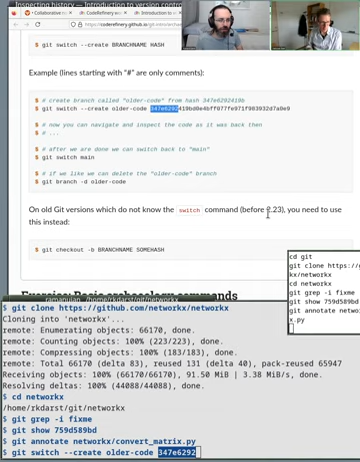 Inspecting history — Introduction to version contro
$ git switch --create BRANCHNAME HASH
Example (lines starting with "#" are only comments):
$ # create branch called "older-code" from hash 347e6292419b
$ git switch --create older-code 347e6292419bd0e4bff077fe971f983932d7a0e9
$ # now you can navigate and inspect the code as it was back then
$ # ...
$ # after we are done we can switch back to "main"
$ git switch main
$ # if we like we can delete the "older-code" branch
$ git branch -d older-code
On old Git versions which do not know the switch command (before 2.23), you need to use
this instead:
$ git checkout -b BRANCHNAME SOMEHASH
cd git
git clone https://g
kx/networkx
cd networkx
git grep -i fixme
git show 759d589bd
git annotate netwo
x.py
$ git clone https://github.com/networkx/networkx
Cloning into 'networkx'...
remote: Enumerating objects: 66170, done.
remote: Counting objects: 100% (223/223), done.
remote: Compressing objects: 100% (183/183), done.
remote: Total 66170 (delta 83), reused 131 (delta 40), pack-reused 65947
Receiving objects: 100% (66170/66170), 91.50 MiB | 3.38 MiB/s, done.
Resolving deltas: 100% (44088/44088), done.
$ cd networkx
/home/rkdarst/git/networkx
$ git grep -i fixme
$ git show 759d589bd
$ git annotate networkx/convert_matrix.py
$ git switch --create older-code 347e6292